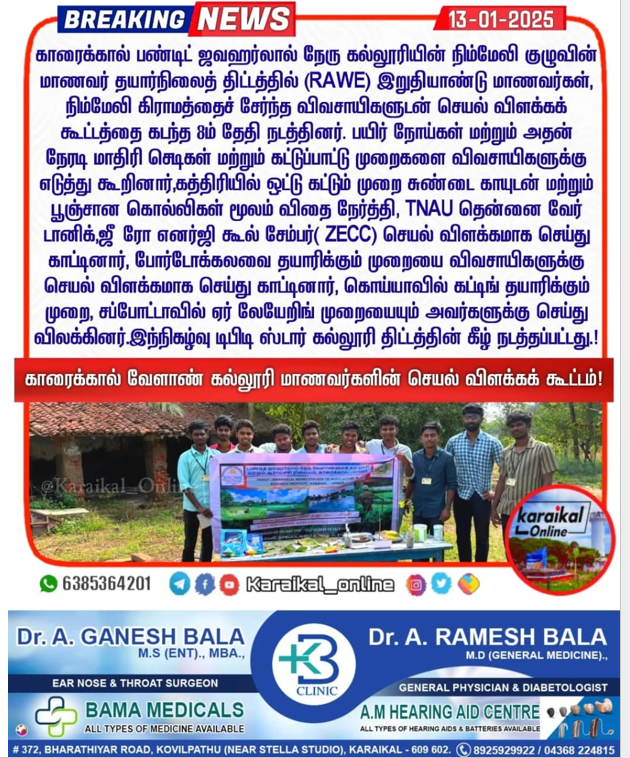 BREAKING NEWS
13-01-2025
காரைக்கால் பண்டிட் ஜவஹர்லால் நேரு கல்லூரியின் நிம்மேலி குழுவின்
மாணவர் தயார்நிலைத் திட்டத்தில் (RAWE) இறுதியாண்டு மாணவர்கள்,
நிம்மேலி கிராமத்தைச் சேர்ந்த விவசாயிகளுடன் செயல் விளக்கக்
கூட்டத்தை கடந்த 8ம் தேதி நடத்தினர். பயிர் நோய்கள் மற்றும் அதன்
நேரடி மாதிரி செடிகள் மற்றும் கட்டுப்பாட்டு முறைகளை விவசாயிகளுக்கு
எடுத்து கூறினார்,கத்திரியில் ஒட்டு கட்டும் முறை சுண்டை காயுடன் மற்றும்
பூஞ்சான கொல்லிகள் மூலம் விதை நேர்த்தி, TNAU தென்னை வேர்
டானிக்,ஜீ ரோ எனர்ஜி கூல் சேம்பர்( ZECC) செயல் விளக்கமாக செய்து
காட்டினார், போர்டோக்கலவை தயாரிக்கும் முறையை விவசாயிகளுக்கு
செயல் விளக்கமாக செய்து காட்டினார், கொய்யாவில் கட்டிங் தயாரிக்கும்
முறை, சப்போட்டாவில் ஏர் லேயேறிங் முறையையும் அவர்களுக்கு செய்து
விலக்கினர்.இந்நிகழ்வு டிபிடி ஸ்டார் கல்லூரி திட்டத்தின் கீழ் நடத்தப்பட்டது.!
காரைக்கால் வேளாண் கல்லூரி மாணவர்களின் செயல் விளக்கக் கூட்டம்!
@Karaikal_Online
karaikal
Online
6385364201
Karaikal_online
Dr. A. GANESH BALA
M.S (ENT)., MBA.,
EAR NOSE & THROAT SURGEON
BAMA MEDICALS
ALL TYPES OF MEDICINE AVAILABLE
KB
CLINIC
Dr. A. RAMESH BALA
M.D (GENERAL MEDICINE).,
GENERAL PHYSICIAN & DIABETOLOGIST
A.M HEARING AID CENTRE
ALL TYPES OF HEARING AIDS & BATTERIES AVAILABLE
# 372, BHARATHIYAR ROAD, KOVILPATHU (NEAR STELLA STUDIO), KARAIKAL - 609 602. 8925929922 / 04368 224815